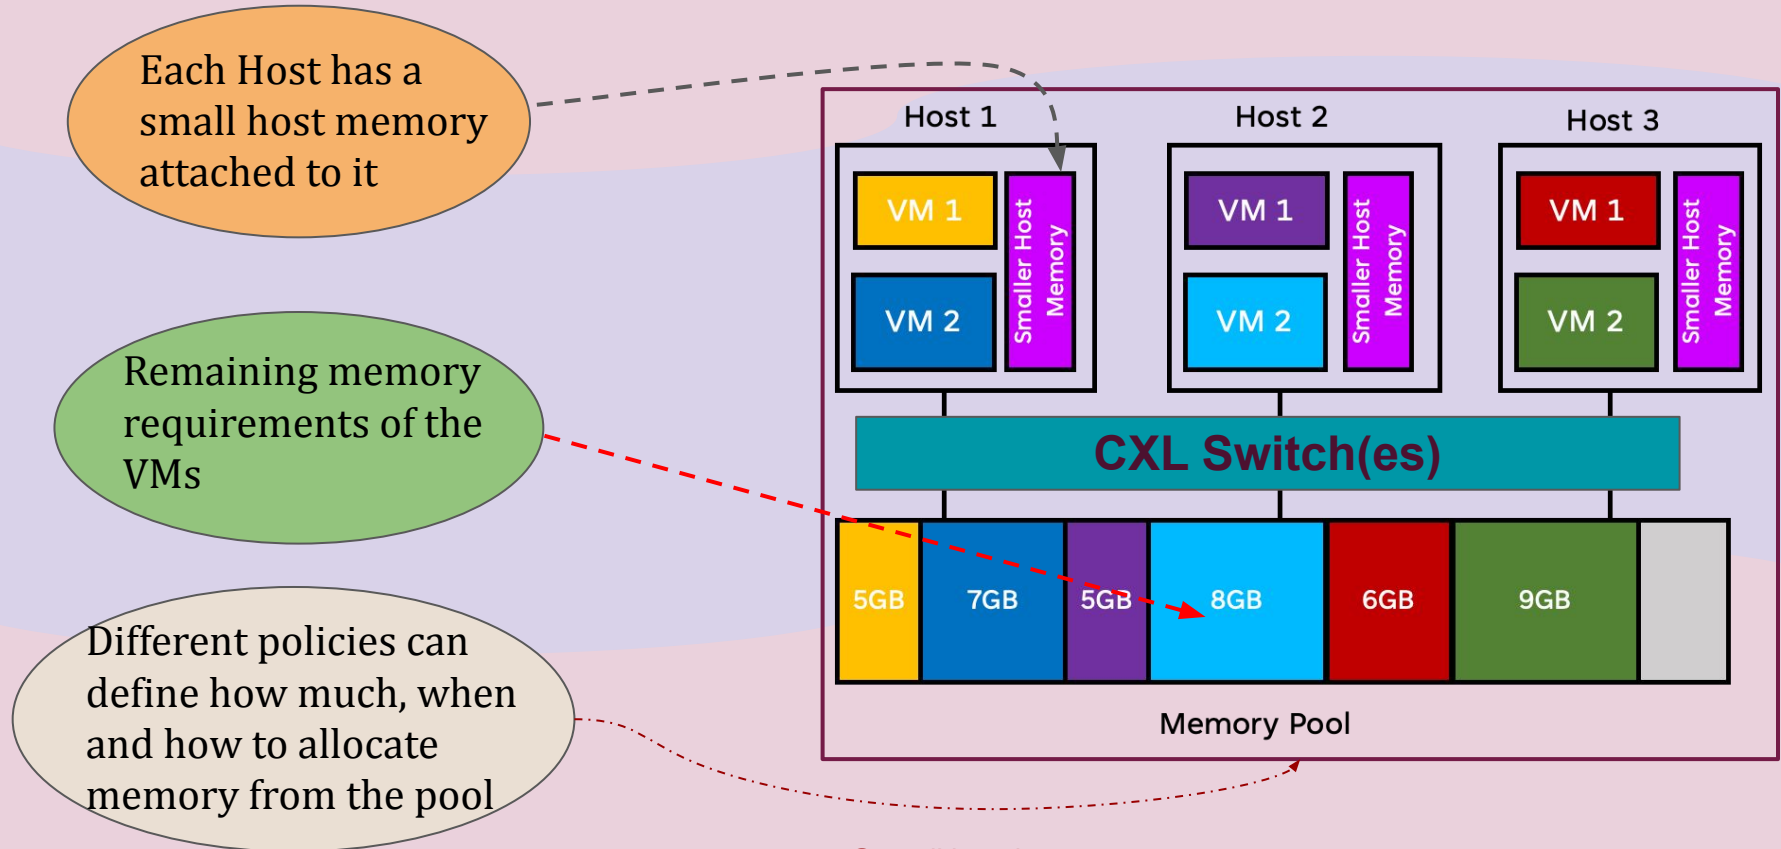 Each Host has a
small host memory
attached to it
Remaining memory
requirements of the
VMs
Different policies can
define how much, when
and how to allocate
memory from the pool
Host 1
Host 2
Host 3
VM 1
VM 2
Smaller Host
Memory
VM 1
VM 2
Smaller Host
Memory
VM 1
VM 2
Smaller Host
Memory
CXL Switch(es)
5GB
7GB
5GB
8GB
6GB
9GB
Memory Pool